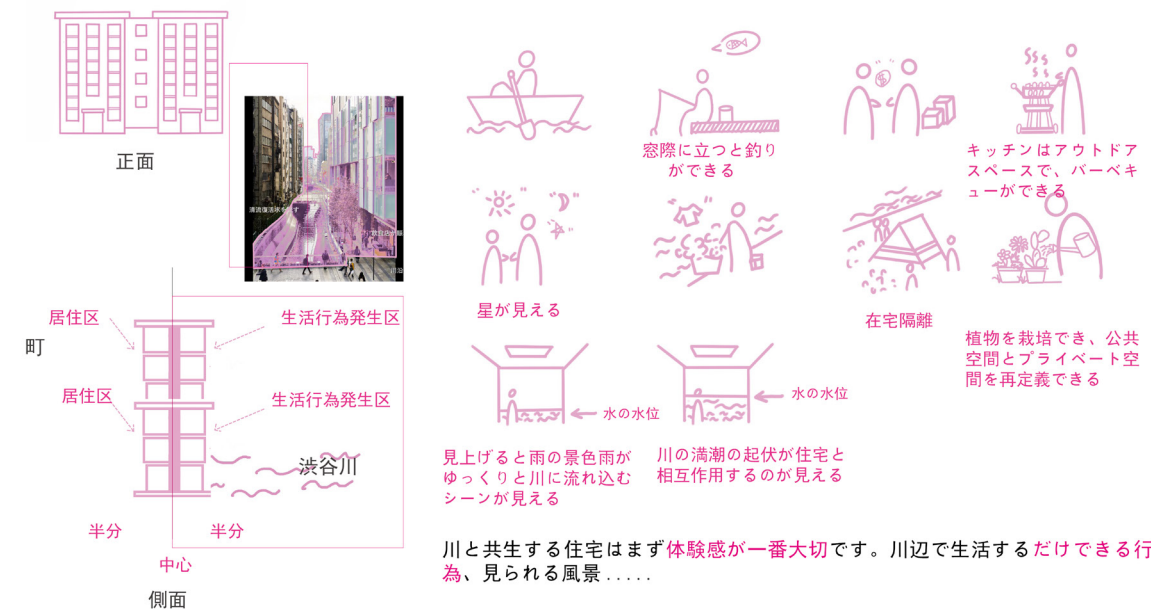 正面
清流復活水を流す
町
居住区
生活行為発生区
居住区
生活行為発生区
渋谷川
半分
半分
中心
側面
窓際に立つと釣り
ができる
キッチンはアウトドア
スペースで、バーベキ
ューができる
星が見える
在宅隔離
植物を栽培でき、公共
空間とプライベート空
間を再定義できる
水の水位
水の水位
見上げると雨の景色雨が
ゆっくりと川に流れ込む
シーンが見える
川の満潮の起伏が住宅と
相互作用するのが見える
川と共生する住宅はまず体験感が一番大切です。川辺で生活するだけできる行
為、見られる風景 . . . . .